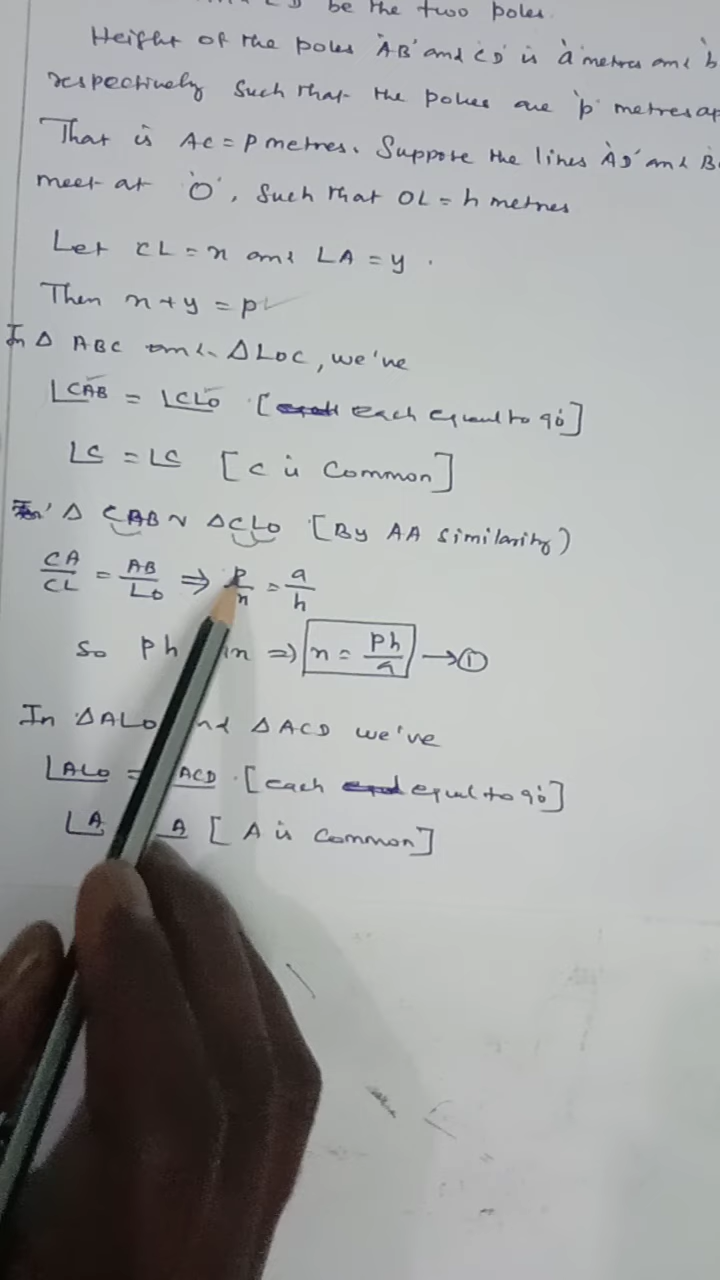 be the two poles.
Height of the poles 'AB' and 'CD' is 'a' metres and 'b
respectively such that the poles are 'p' metres ap
That is AC = P metres. Suppose the lines 'AD' and B
meet at 'O', such that OL = h metres
Let CL = x and LA = y.
Then x + y = p
In Δ ABC and ΔLOC, we've
∠CAB = ∠CLO [each equal to 90°]
∠C = ∠C [C is common]
Δ CAB ~ ΔCLO [By AA similarity)
CA/CL = AB/LO ⇒ P/x = a/h
So Ph x ⇒ x = Ph/a → ①
In ΔALO and Δ ACD we've
∠ALO = ACD [each equal to 90°]
∠A A [A is common]